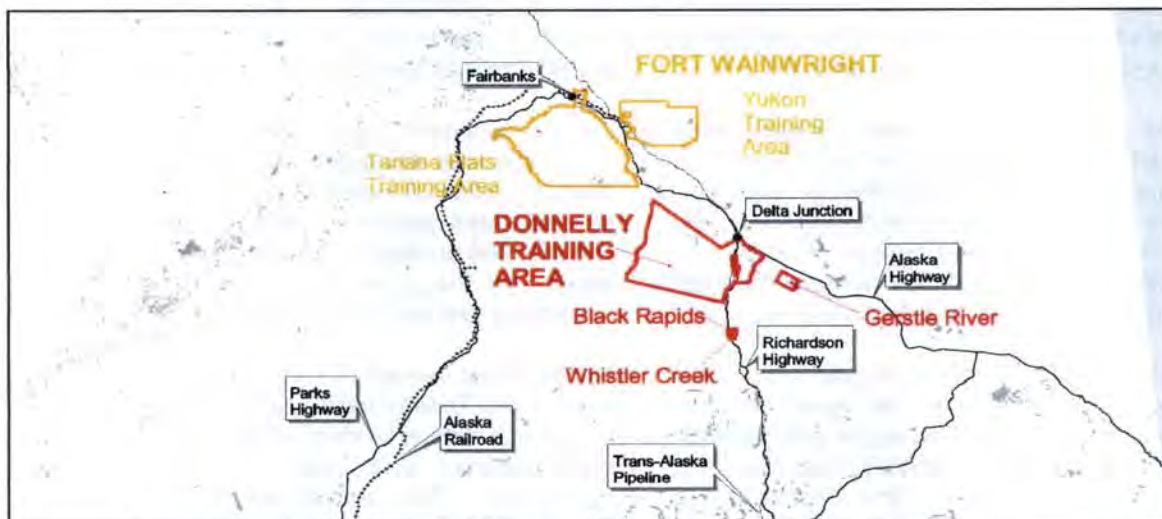 Fairbanks
FORT WAINWRIGHT
Yukon
Training
Area
Tanana Flats
Training Area
Delta Junction
DONNELLY
TRAINING
AREA
Alaska
Highway
Black Rapids
Gerstle River
Richardson
Highway
Whistler Creek
Parks
Highway
Alaska
Railroad
Trans-Alaska
Pipeline